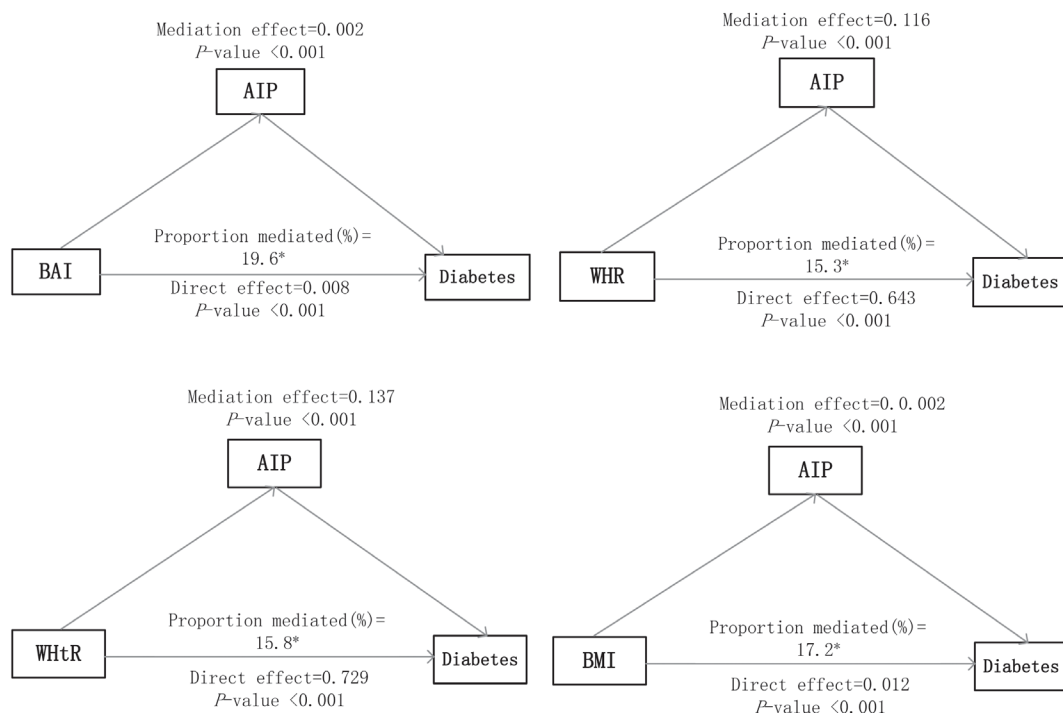 Mediation effect=0.002
P-value <0.001
AIP
Proportion mediated(%)=
19.6*
BAI
Diabetes
Direct effect=0.008
P-value <0.001
Mediation effect=0.116
P-value <0.001
AIP
Proportion mediated(%)=
15.3*
WHR
Diabetes
Direct effect=0.643
P-value <0.001
Mediation effect=0.137
P-value <0.001
AIP
Proportion mediated(%)=
15.8*
WHtR
Diabetes
Direct effect=0.729
P-value <0.001
Mediation effect=0.0.002
P-value <0.001
AIP
Proportion mediated(%)=
17.2*
BMI
Diabetes
Direct effect=0.012
P-value <0.001